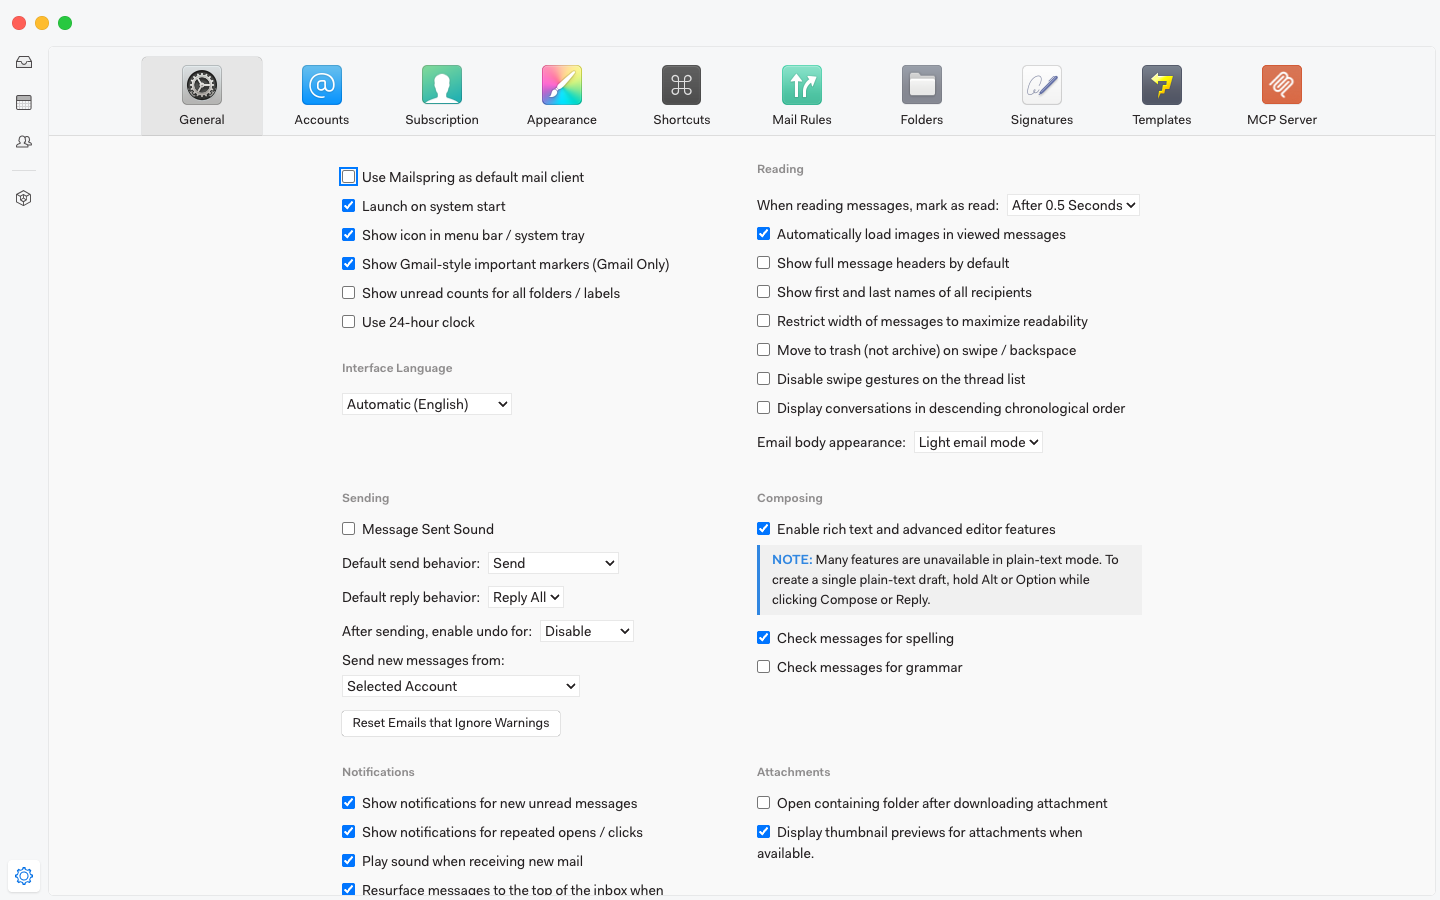 General
Accounts
Subscription
Appearance
Shortcuts
Mail Rules
Folders
Signatures
Templates
MCP Server
Use Mailspring as default mail client
Launch on system start
Show icon in menu bar / system tray
Show Gmail-style important markers (Gmail Only)
Show unread counts for all folders / labels
Use 24-hour clock
Interface Language
Automatic (English)
Reading
When reading messages, mark as read: After 0.5 Seconds
Automatically load images in viewed messages
Show full message headers by default
Show first and last names of all recipients
Restrict width of messages to maximize readability
Move to trash (not archive) on swipe / backspace
Disable swipe gestures on the thread list
Display conversations in descending chronological order
Email body appearance: Light email mode
Sending
Message Sent Sound
Default send behavior: Send
Default reply behavior: Reply All
After sending, enable undo for: Disable
Send new messages from:
Selected Account
Reset Emails that Ignore Warnings
Composing
Enable rich text and advanced editor features
NOTE: Many features are unavailable in plain-text mode. To
create a single plain-text draft, hold Alt or Option while
clicking Compose or Reply.
Check messages for spelling
Check messages for grammar
Notifications
Show notifications for new unread messages
Show notifications for repeated opens / clicks
Play sound when receiving new mail
Resurface messages to the top of the inbox when
Attachments
Open containing folder after downloading attachment
Display thumbnail previews for attachments when
available.